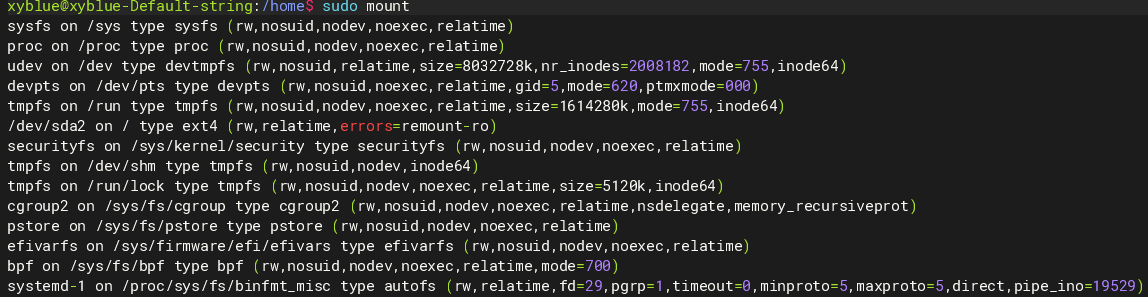 xyblue@xyblue-Default-string:/home$ sudo mount
sysfs on /sys type sysfs (rw,nosuid,nodev,noexec,relatime)
proc on /proc type proc (rw,nosuid,nodev,noexec,relatime)
udev on /dev type devtmpfs (rw,nosuid,relatime,size=8032728k,nr_inodes=2008182,mode=755,inode64)
devpts on /dev/pts type devpts (rw,nosuid,noexec,relatime,gid=5,mode=620,ptmxmode=000)
tmpfs on /run type tmpfs (rw,nosuid,nodev,noexec,relatime,size=1614280k,mode=755,inode64)
/dev/sda2 on / type ext4 (rw,relatime,errors=remount-ro)
securityfs on /sys/kernel/security type securityfs (rw,nosuid,nodev,noexec,relatime)
tmpfs on /dev/shm type tmpfs (rw,nosuid,nodev,inode64)
tmpfs on /run/lock type tmpfs (rw,nosuid,nodev,noexec,relatime,size=5120k,inode64)
cgroup2 on /sys/fs/cgroup type cgroup2 (rw,nosuid,nodev,noexec,relatime,nsdelegate,memory_recursiveprot)
pstore on /sys/fs/pstore type pstore (rw,nosuid,nodev,noexec,relatime)
efivarfs on /sys/firmware/efi/efivars type efivarfs (rw,nosuid,nodev,noexec,relatime)
bpf on /sys/fs/bpf type bpf (rw,nosuid,nodev,noexec,relatime,mode=700)
systemd-1 on /proc/sys/fs/binfmt_misc type autofs (rw,relatime,fd=29,pgrp=1,timeout=0,minproto=5,maxproto=5,direct,pipe_ino=19529)